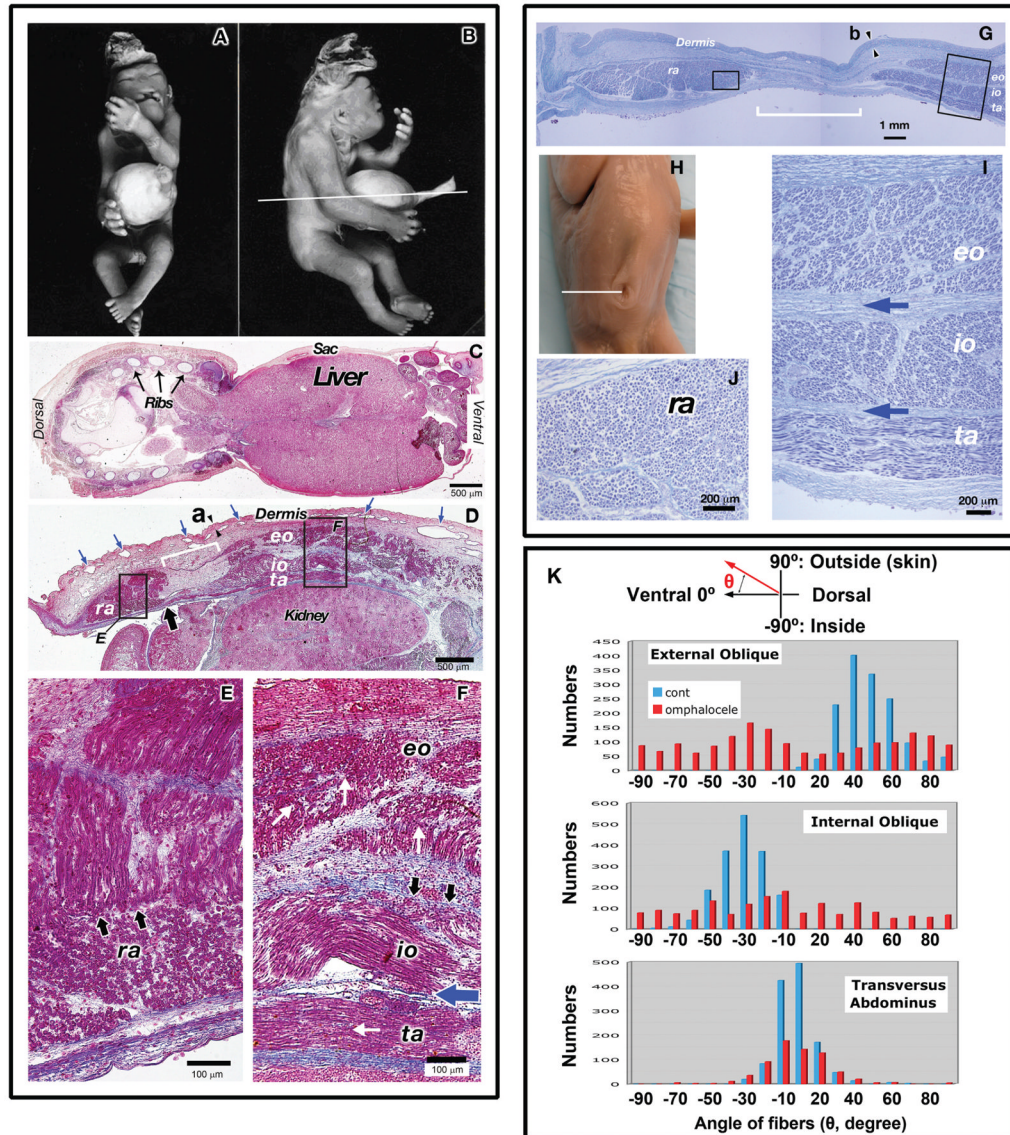 A
B
C
Sac
Liver
Ribs
Dorsal
Ventral
500 µm
a
Dermis
D
F
eo
io
ta
ra
E
Kidney
500 µm
E
ra
100 µm
F
eo
io
ta
100 µm
b
G
Dermis
ra
eo
io
ta
1 mm
H
I
eo
io
ta
200 µm
J
ra
200 µm
K
90º: Outside (skin)
θ
Ventral 0º
Dorsal
-90º: Inside
External Oblique
cont
omphalocele
Numbers
450
400
350
300
250
200
150
100
50
0
-90 -70 -50 -30 -10 20 40 60 80
Internal Oblique
Numbers
600
500
400
300
200
100
0
-90 -70 -50 -30 -10 20 40 60 80
Transversus
Abdominus
Numbers
500
400
300
200
100
0
-90 -70 -50 -30 -10 20 40 60 80
Angle of fibers (θ, degree)